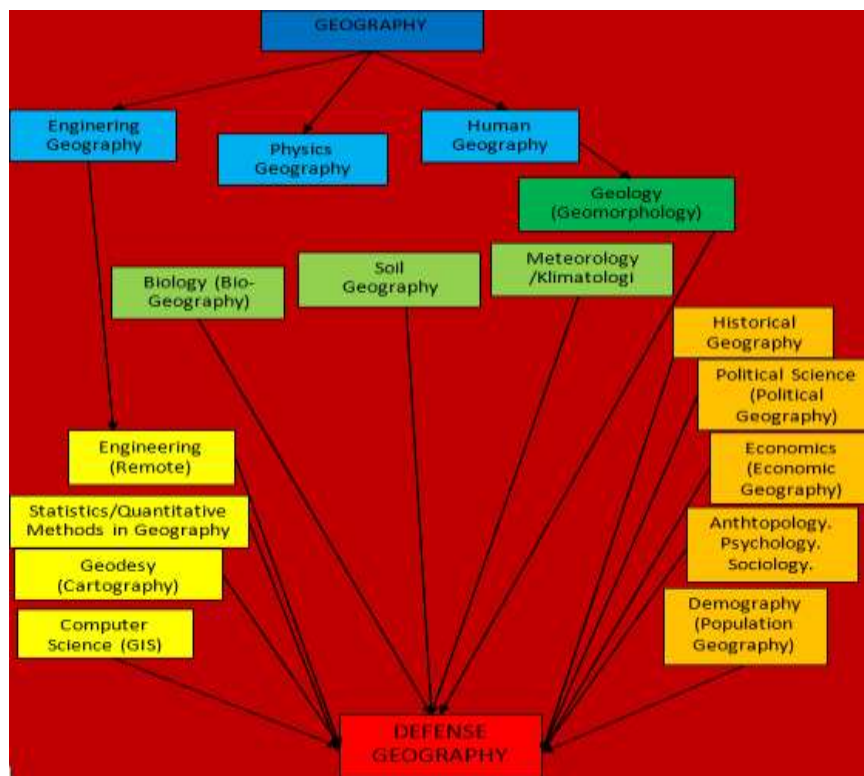 GEOGRAPHY
Enginering
Geography
Physics
Geography
Human
Geography
Geology
(Geomorphology)
Biology (Bio-
Geography)
Soil
Geography
Meteorology
/Klimatologi
Historical
Geography
Political Science
(Political
Geography)
Engineering
(Remote)
Economics
(Economic
Geography)
Statistics/Quantitative
Methods in Geography
Anthtopology.
Psychology.
Sociology.
Geodesy
(Cartography)
Computer
Science (GIS)
Demography
(Population
Geography)
DEFENSE
GEOGRAPHY